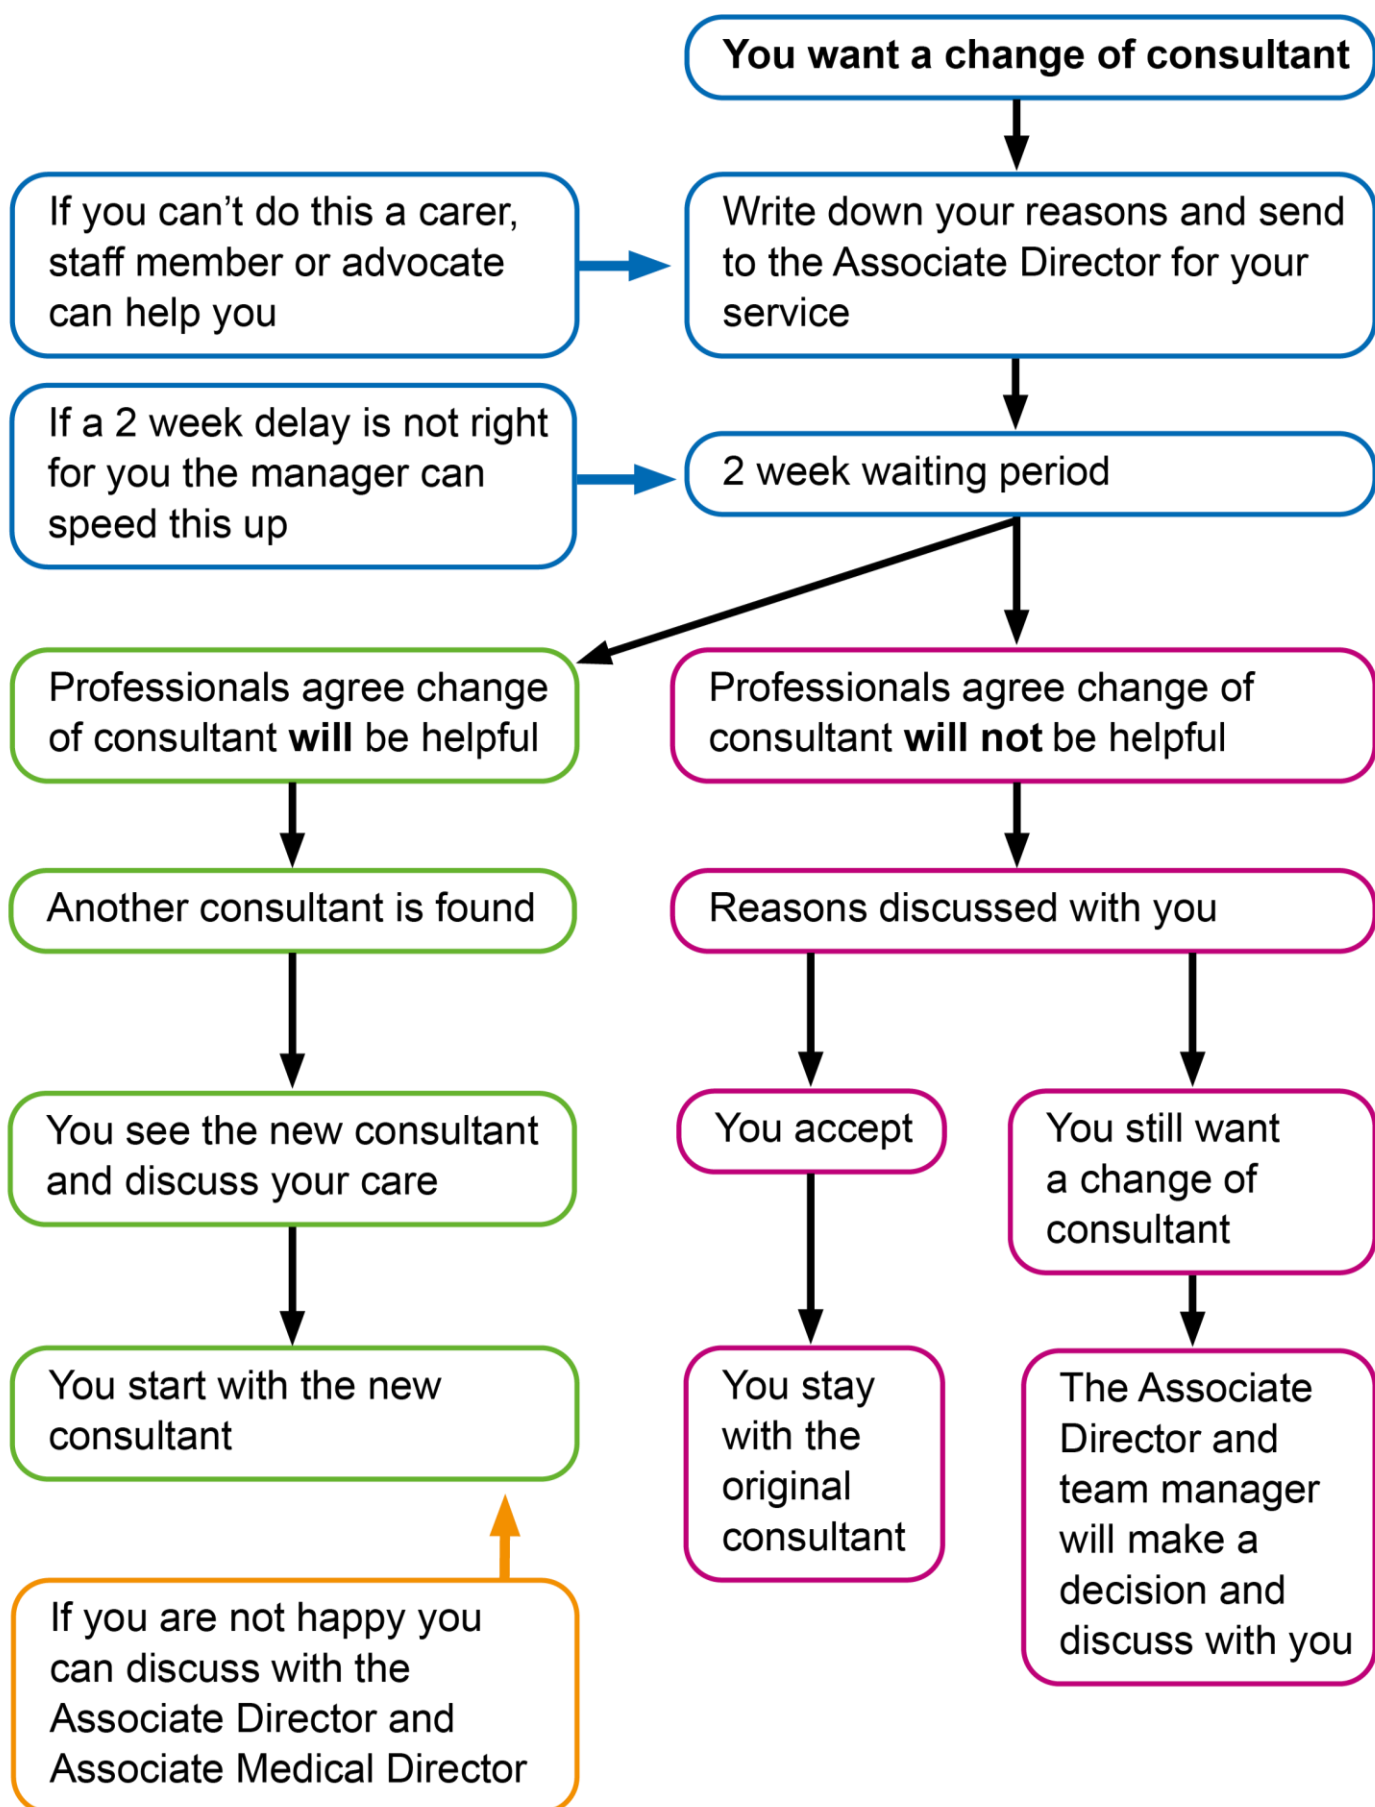 You want a change of consultant
If you can’t do this a carer,
staff member or advocate
can help you
Write down your reasons and send
to the Associate Director for your
service
If a 2 week delay is not right
for you the manager can
speed this up
2 week waiting period
Professionals agree change
of consultant will be helpful
Professionals agree change of
consultant will not be helpful
Another consultant is found
Reasons discussed with you
You see the new consultant
and discuss your care
You accept
You still want
a change of
consultant
You start with the new
consultant
You stay
with the
original
consultant
The Associate
Director and
team manager
will make a
decision and
discuss with you
If you are not happy you
can discuss with the
Associate Director and
Associate Medical Director